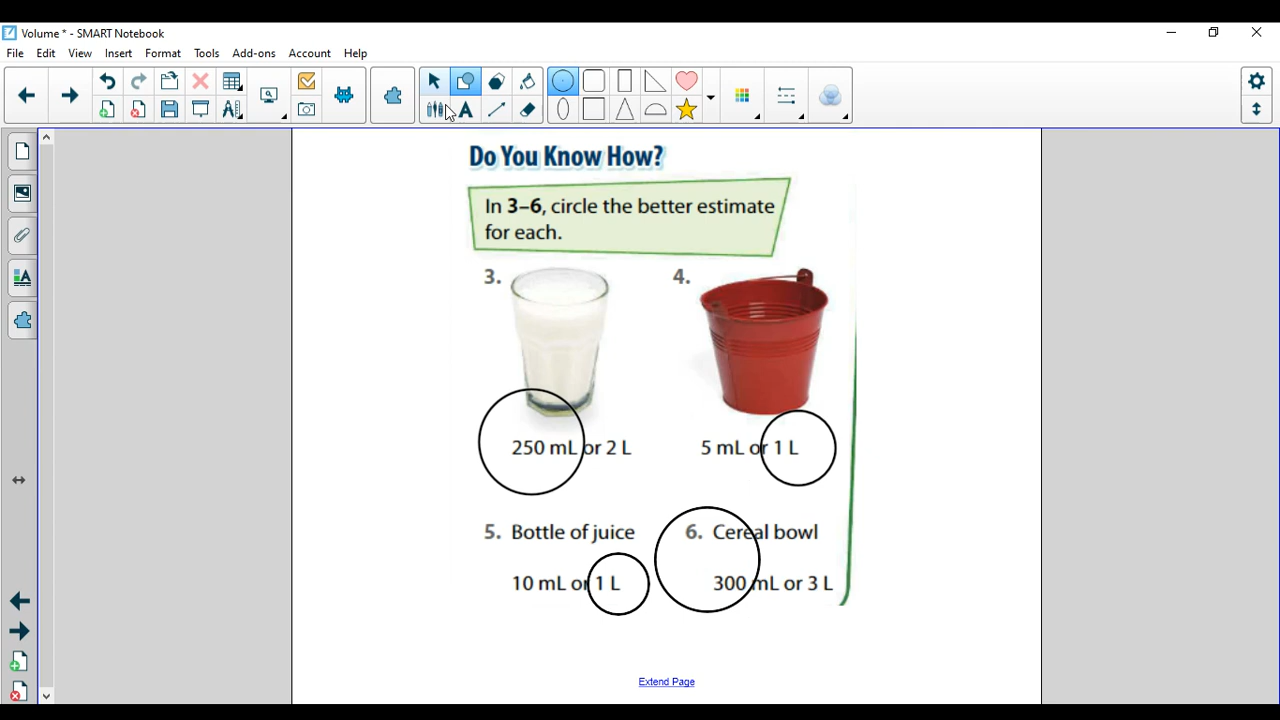 Volume * - SMART Notebook
File Edit View Insert Format Tools Add-ons Account Help
A
A
Do You Know How?
In 3–6, circle the better estimate
for each.
3. 4.
250 mL or 2 L 5 mL or 1 L
5. Bottle of juice 6. Cereal bowl
10 mL or 1 L 300 mL or 3 L
Extend Page